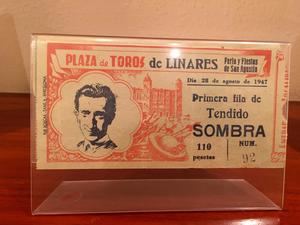 PLAZA de TOROS de LINARES
Feria y Fiestas
de San Agustín
Día 28 de agosto de 1947
Primera fila de
Tendido
SOMBRA
110
pesetas
NUM.
92